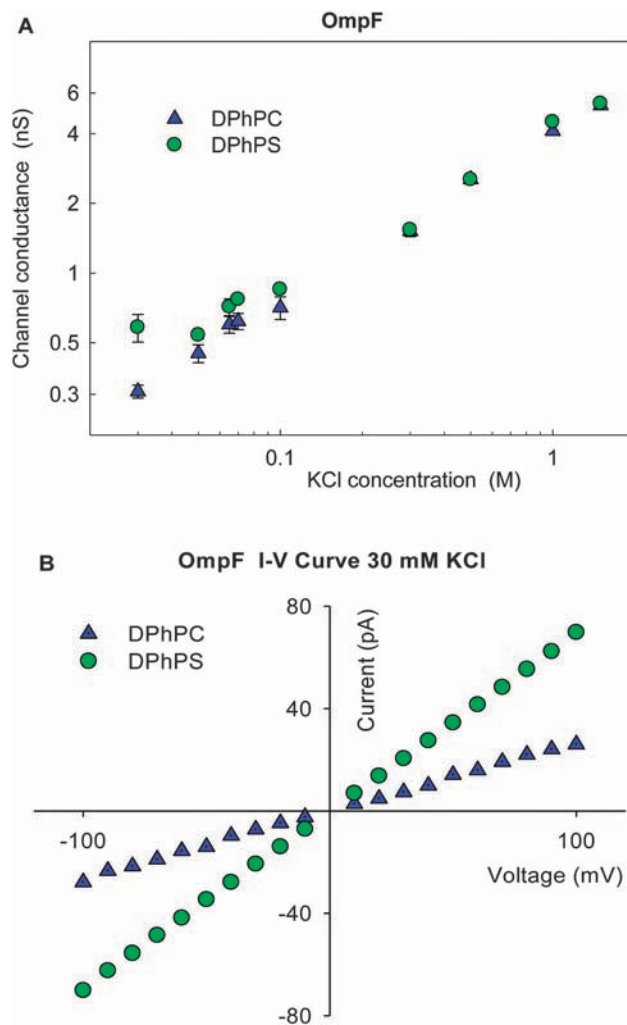 A
OmpF
DPhPC
DPhPS
Channel conductance (nS)
6
4
2
1
0.5
0.3
0.1
1
KCl concentration (M)
B
OmpF I-V Curve 30 mM KCl
DPhPC
DPhPS
80
Current (pA)
40
-100
100
Voltage (mV)
-40
-80